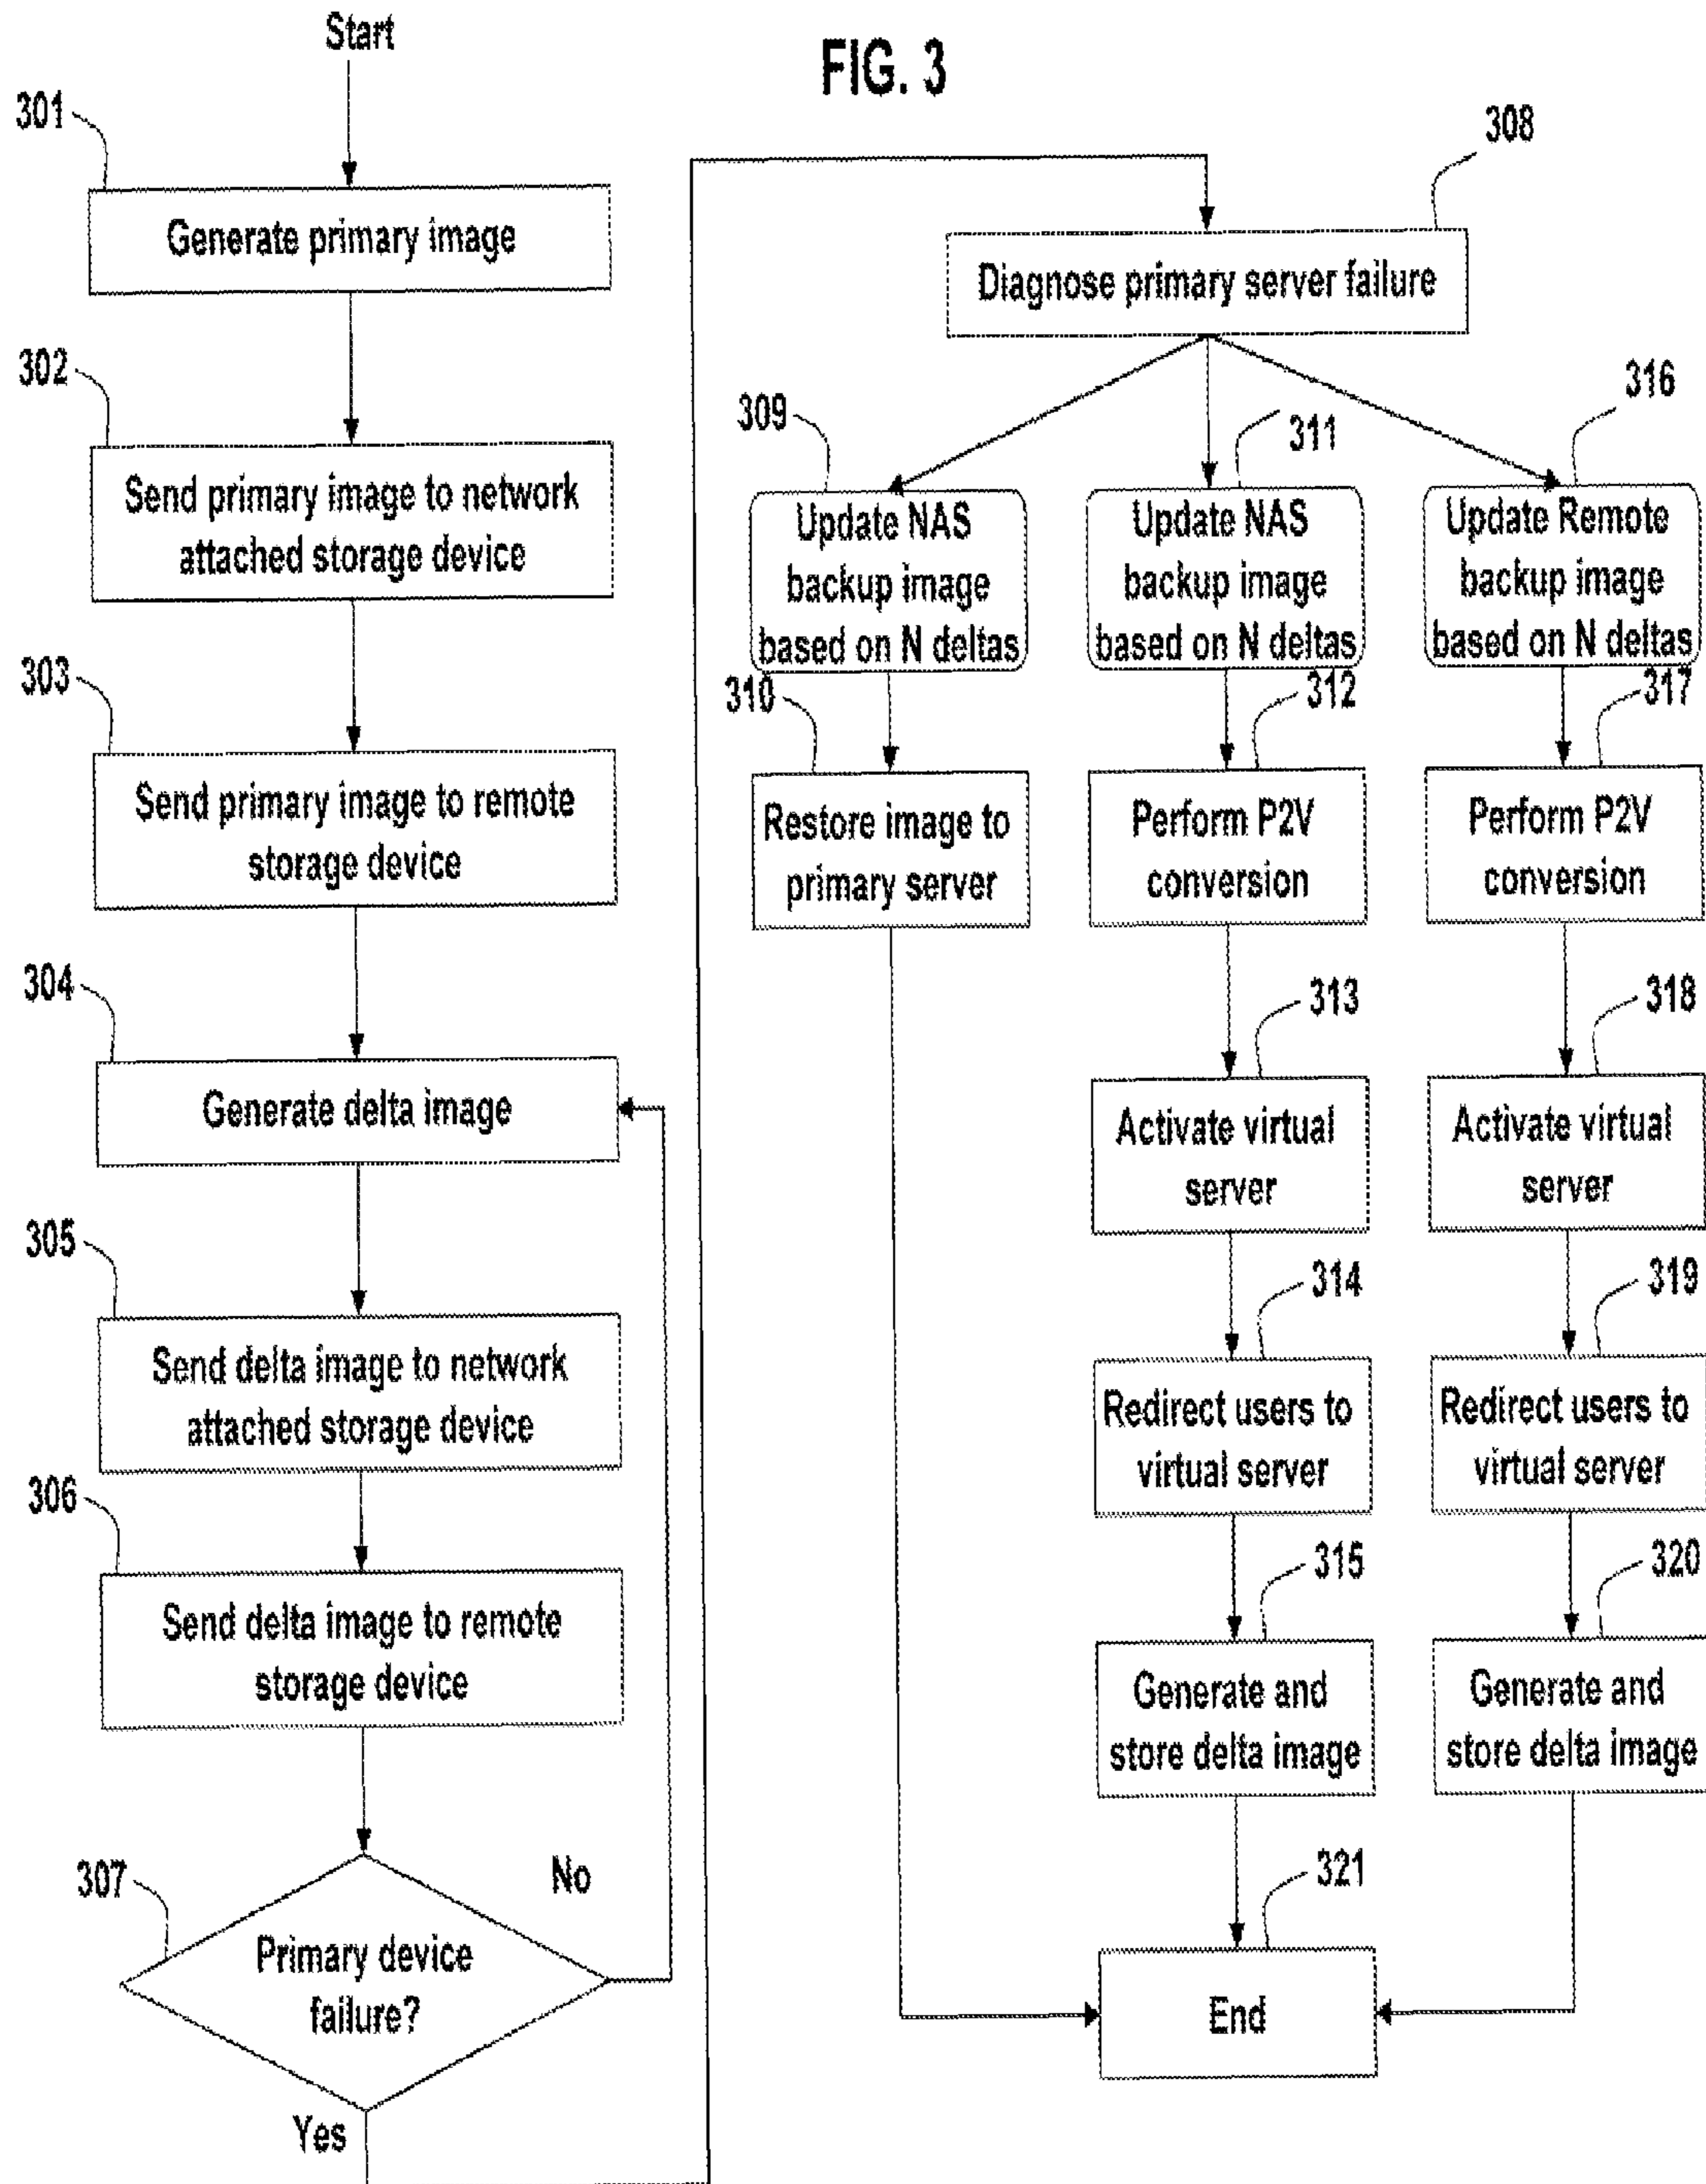 FIG. 3
Start
301
Generate primary image
302
Send primary image to network
attached storage device
303
Send primary image to remote
storage device
304
Generate delta image
305
Send delta image to network
attached storage device
306
Send delta image to remote
storage device
307
Primary device
failure?
No
Yes
308
Diagnose primary server failure
309
Update NAS
backup image
based on N deltas
310
Restore image to
primary server
311
Update NAS
backup image
based on N deltas
312
Perform P2V
conversion
313
Activate virtual
server
314
Redirect users to
virtual server
315
Generate and
store delta image
316
Update Remote
backup image
based on N deltas
317
Perform P2V
conversion
318
Activate virtual
server
319
Redirect users to
virtual server
320
Generate and
store delta image
321
End